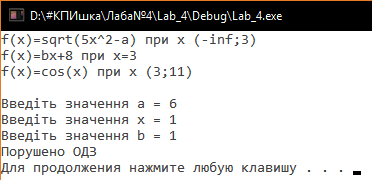 D:\#КПИшка\Лаба№4\Lab_4\Debug\Lab_4.exe
f(x)=sqrt(5x^2-a) при x (-inf;3)
f(x)=bx+8 при x=3
f(x)=cos(x) при x (3;11)
Введіть значення a = 6
Введіть значення x = 1
Введіть значення b = 1
Порушено ОДЗ
Для продолжения нажмите любую клавишу . . .